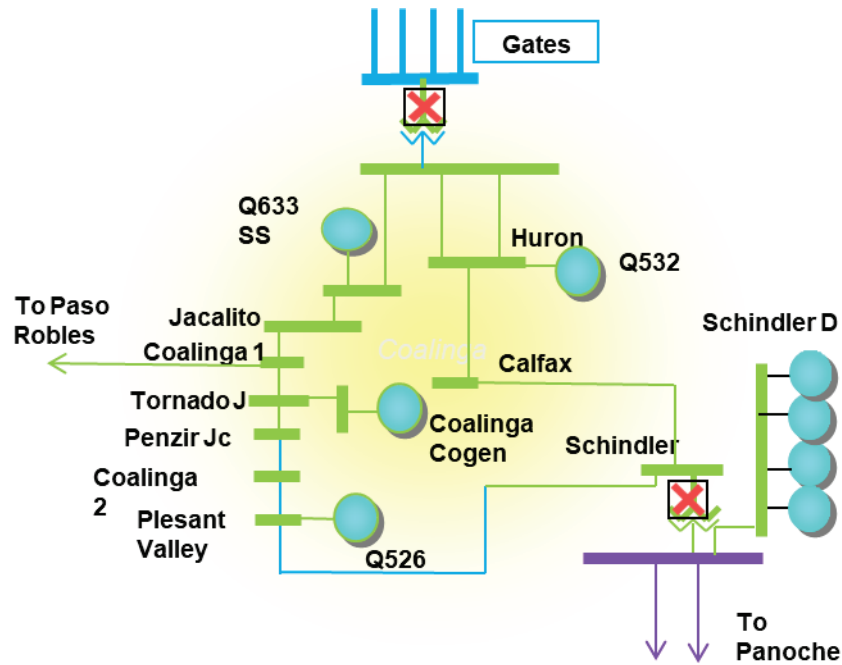 Gates
Q633
SS
Huron
Q532
To Paso
Robles
Jacalito
Schindler D
Coalinga 1
Coalinga
Calfax
Tornado J
Coalinga
Cogen
Penzir Jc
Schindler
Coalinga
2
Plesant
Valley
Q526
To
Panoche